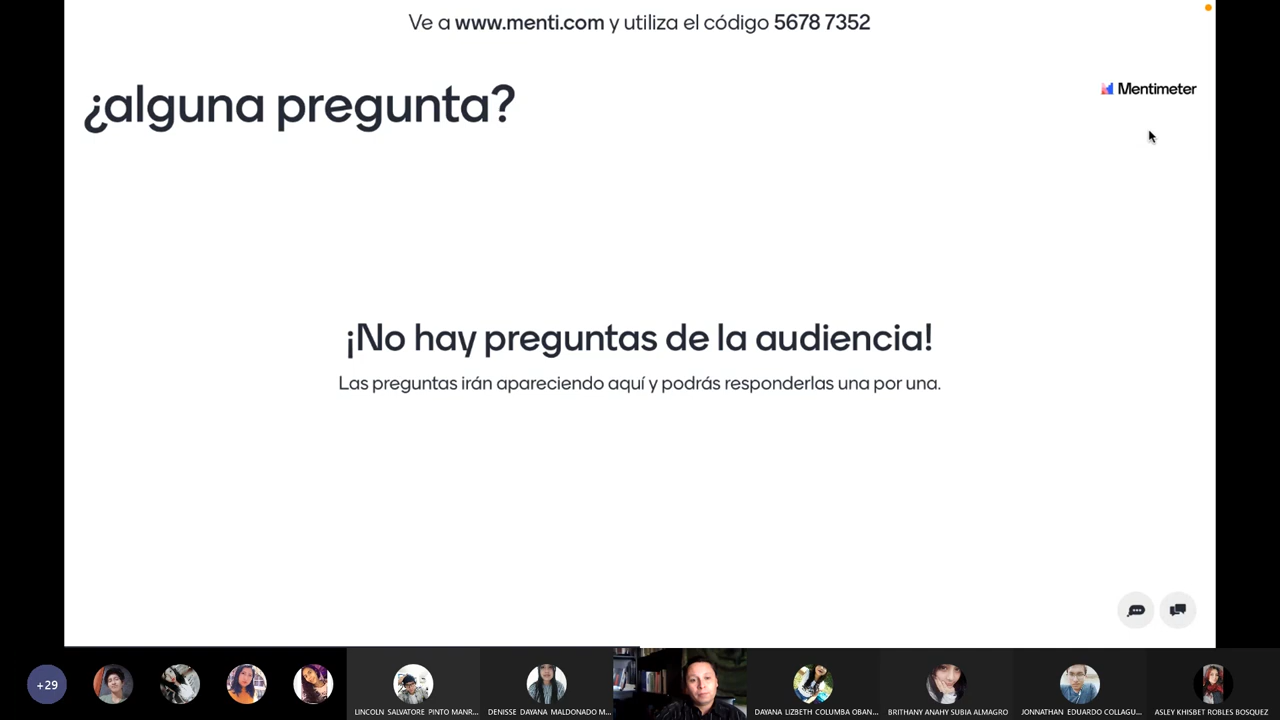 Ve a www.menti.com y utiliza el código 5678 7352
¿alguna pregunta?
Mentimeter
¡No hay preguntas de la audiencia!
Las preguntas irán apareciendo aquí y podrás responderlas una por una.
+29
LINCOLN SALVATORE PINTO MANR...
DENISSE DAYANA MALDONADO M...
DAYANA LIZBETH COLUMBA OBAN...
BRITHANY ANAHY SUBIA ALMAGRO
JONNATHAN EDUARDO COLLAGU...
ASLEY KHISBET ROBLES BOSQUEZ